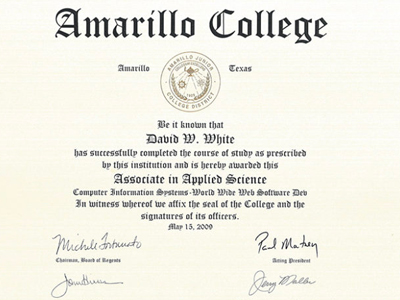 Amarillo College
Amarillo Texas
AMARILLO JUNIOR
COLLEGE DISTRICT
Be it known that
David W. White
has successfully completed the course of study as prescribed
by this institution and is hereby awarded this
Associate in Applied Science
Computer Information Systems-World Wide Web Software Dev
In witness whereof we affix the seal of the College and the
signatures of its officers.
May 15, 2009
Michele Fortunato
Paul Matney
Chairman, Board of Regents
Acting President